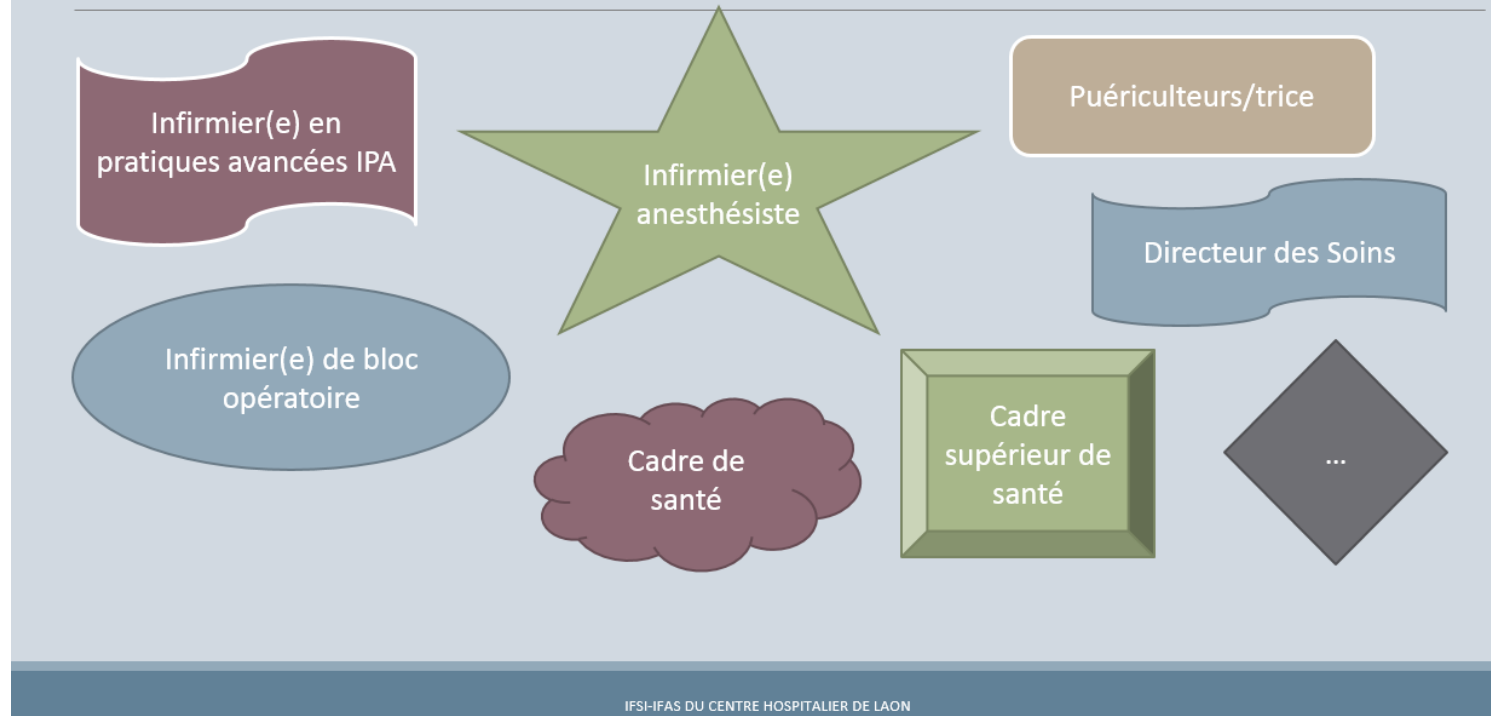 Infirmier(e) en
pratiques avancées IPA
Infirmier(e)
anesthésiste
Puériculteurs/trice
Directeur des Soins
Infirmier(e) de bloc
opératoire
Cadre de
santé
Cadre
supérieur de
santé
...
IFSI-IFAS DU CENTRE HOSPITALIER DE LAON